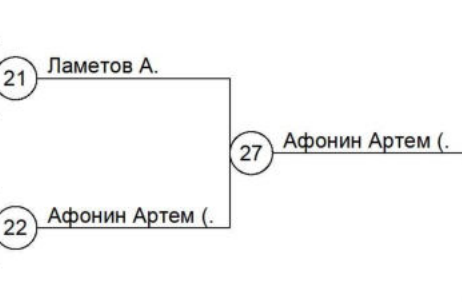 21 Ламетов А.
27 Афонин Артем (.
22 Афонин Артем (.